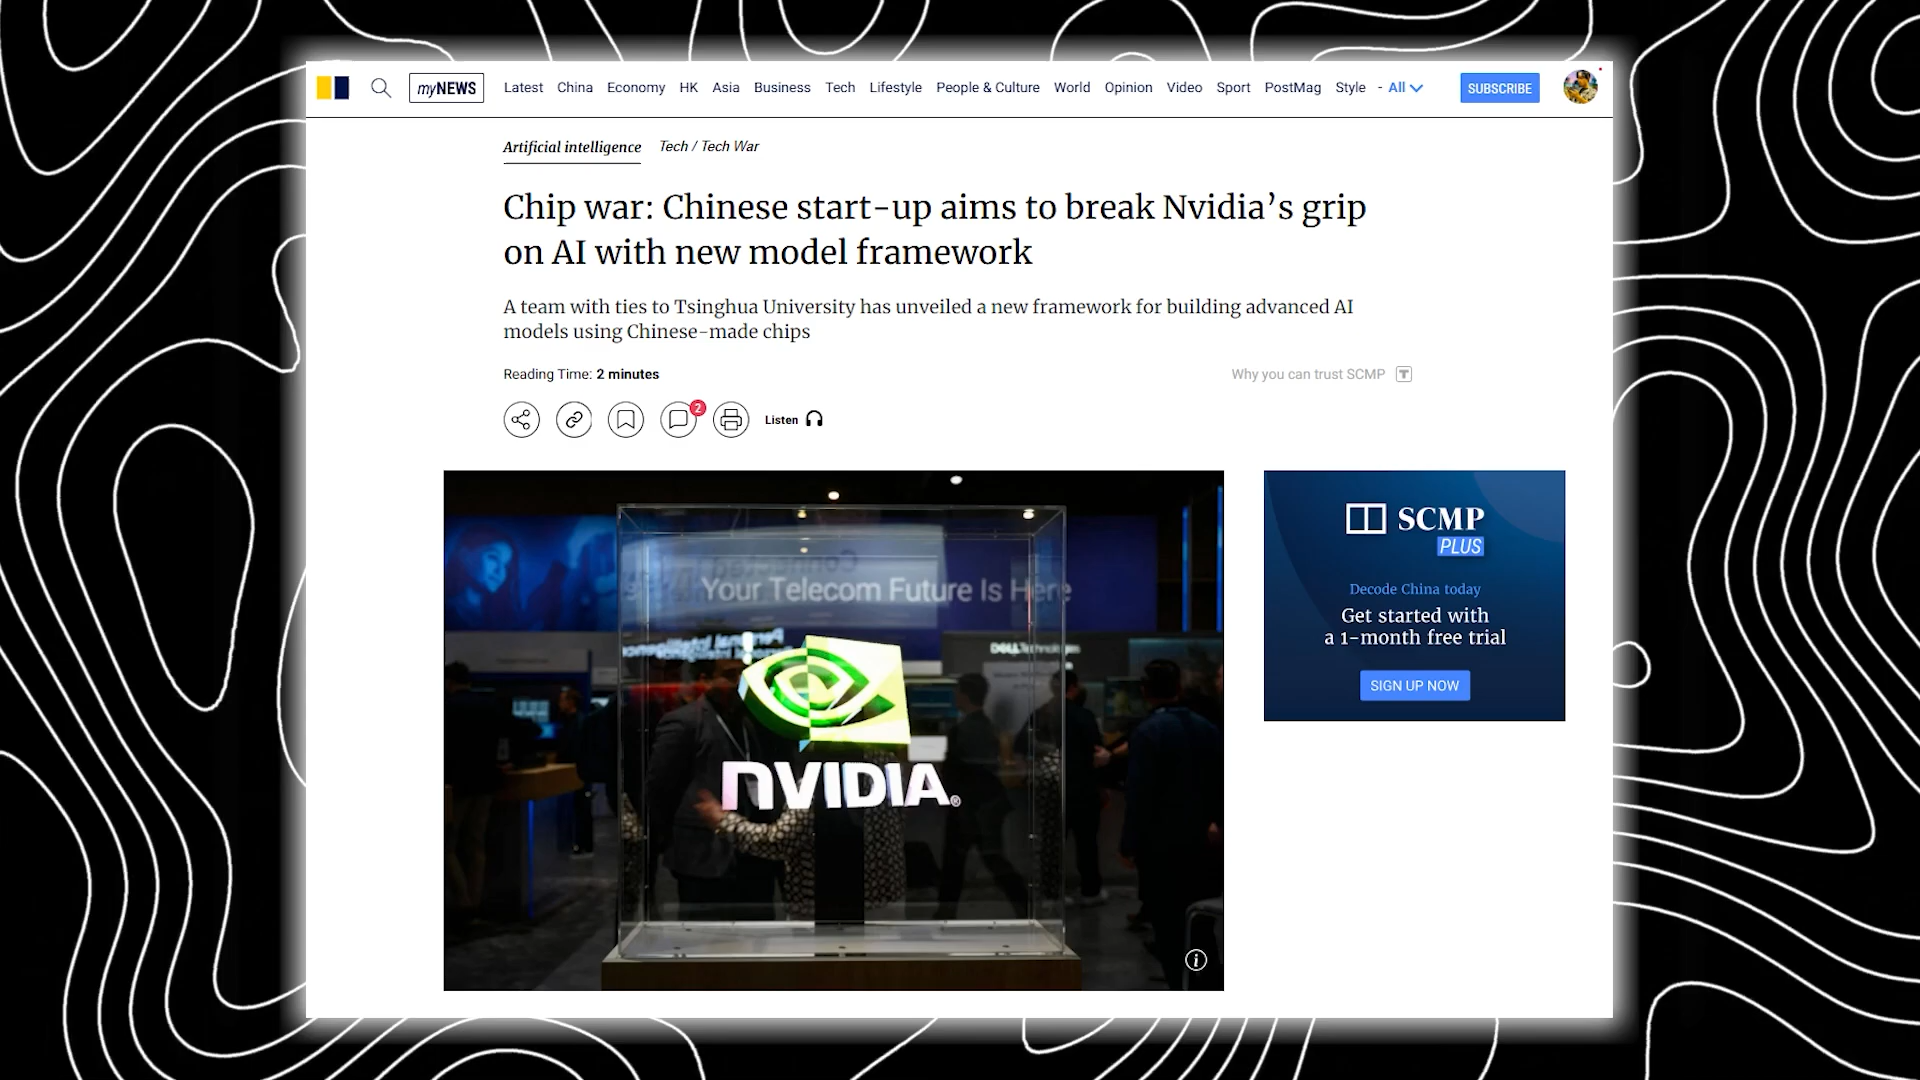 myNEWS
Latest China Economy HK Asia Business Tech Lifestyle People & Culture World Opinion Video Sport PostMag Style - All
SUBSCRIBE
Artificial intelligence Tech / Tech War
Chip war: Chinese start-up aims to break Nvidia’s grip
on AI with new model framework
A team with ties to Tsinghua University has unveiled a new framework for building advanced AI
models using Chinese-made chips
Reading Time: 2 minutes
Why you can trust SCMP T
2
Listen
Your Telecom Future Is Here
DELL Technologies
NVIDIA®
i
SCMP
PLUS
Decode China today
Get started with
a 1-month free trial
SIGN UP NOW